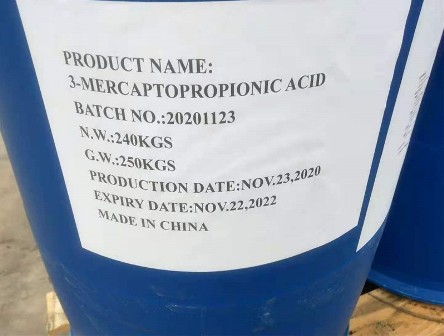 PRODUCT NAME:
3-MERCAPTOPROPIONIC ACID
BATCH NO.:20201123
N.W.:240KGS
G.W.:250KGS
PRODUCTION DATE:NOV.23,2020
EXPIRY DATE:NOV.22,2022
MADE IN CHINA